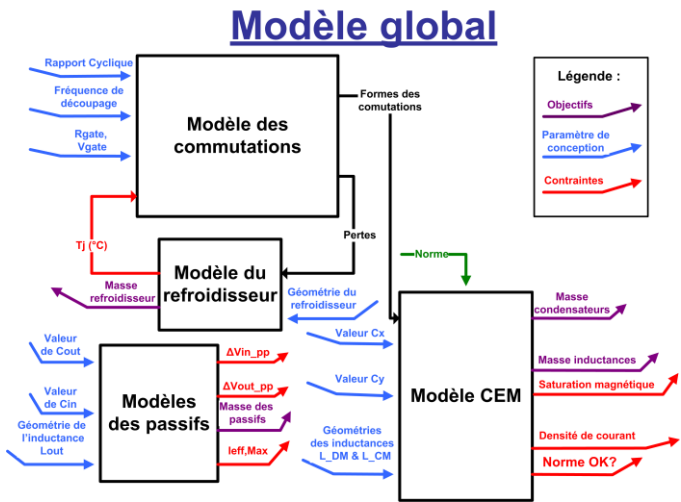 Modèle global
Rapport Cyclique
Fréquence de
découpage
Rgate,
Vgate
Modèle des
commutations
Formes des
comutations
Légende :
Objectifs
Paramètre de
conception
Contraintes
Tj (°C)
Pertes
Norme
Modèle du
refroidisseur
Masse
refroidisseur
Géométrie du
refroidisseur
Valeur Cx
Valeur Cy
Géométries
des inductances
L_DM & L_CM
Modèle CEM
Masse
condensateurs
Masse inductances
Saturation magnétique
Densité de courant
Norme OK?
Valeur
de Cout
Valeur
de Cin
Géométrie de
l'inductance
Lout
Modèles
des passifs
ΔVin_pp
ΔVout_pp
Masse des
passifs
Ieff,Max